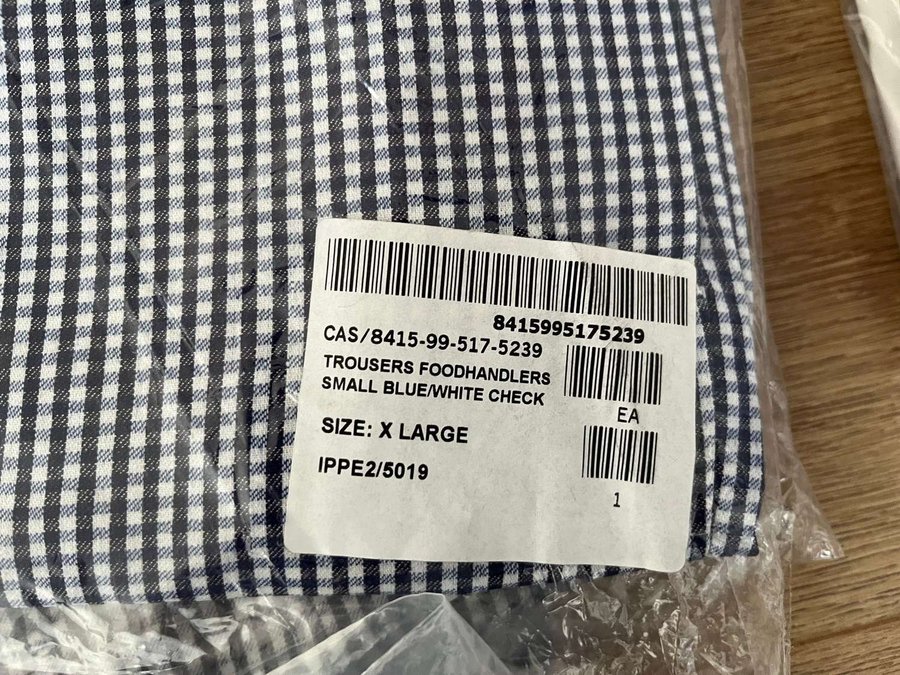 8415995175239
CAS/8415-99-517-5239
TROUSERS FOODHANDLERS
SMALL BLUE/WHITE CHECK
EA
SIZE: X LARGE
IPPE2/5019
1